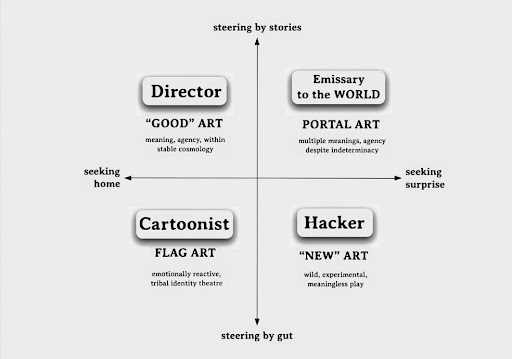 steering by stories
Director
Emissary
to the WORLD
“GOOD” ART
PORTAL ART
meaning, agency, within
stable cosmology
multiple meanings, agency
despite indeterminacy
seeking
home
seeking
surprise
Cartoonist
Hacker
FLAG ART
“NEW” ART
emotionally reactive,
tribal identity theatre
wild, experimental,
meaningless play
steering by gut